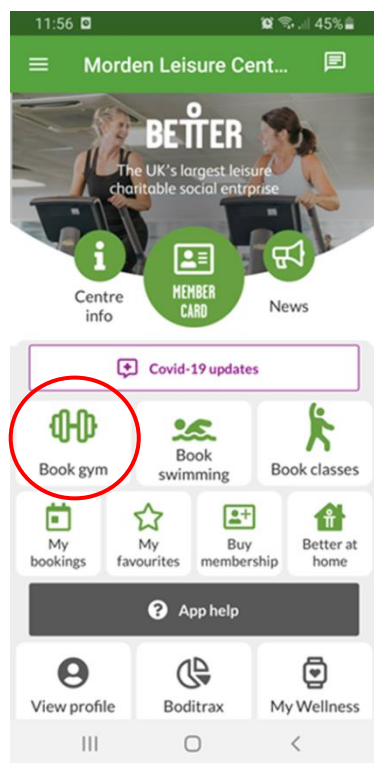 11:56
45%
Morden Leisure Cent...
BETTER
The UK's largest leisure
charitable social entrprise
Centre
info
MEMBER
CARD
News
Covid-19 updates
Book gym
Book
swimming
Book classes
My
bookings
My
favourites
Buy
membership
Better at
home
App help
View profile
Boditrax
My Wellness